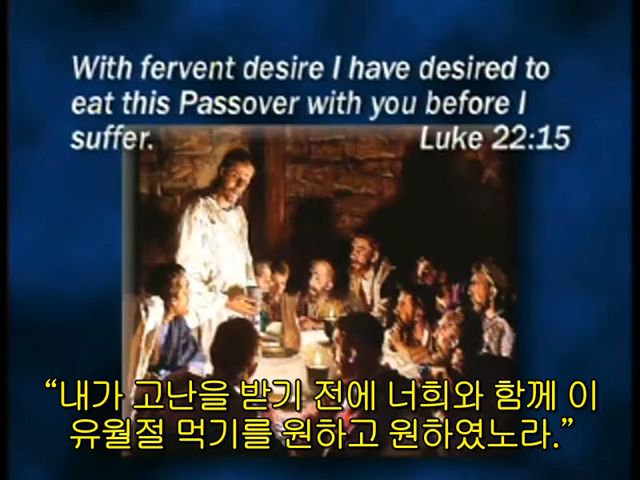 With fervent desire I have desired to
eat this Passover with you before I
suffer. Luke 22:15
“내가 고난을 받기 전에 너희와 함께 이
유월절 먹기를 원하고 원하였노라.”